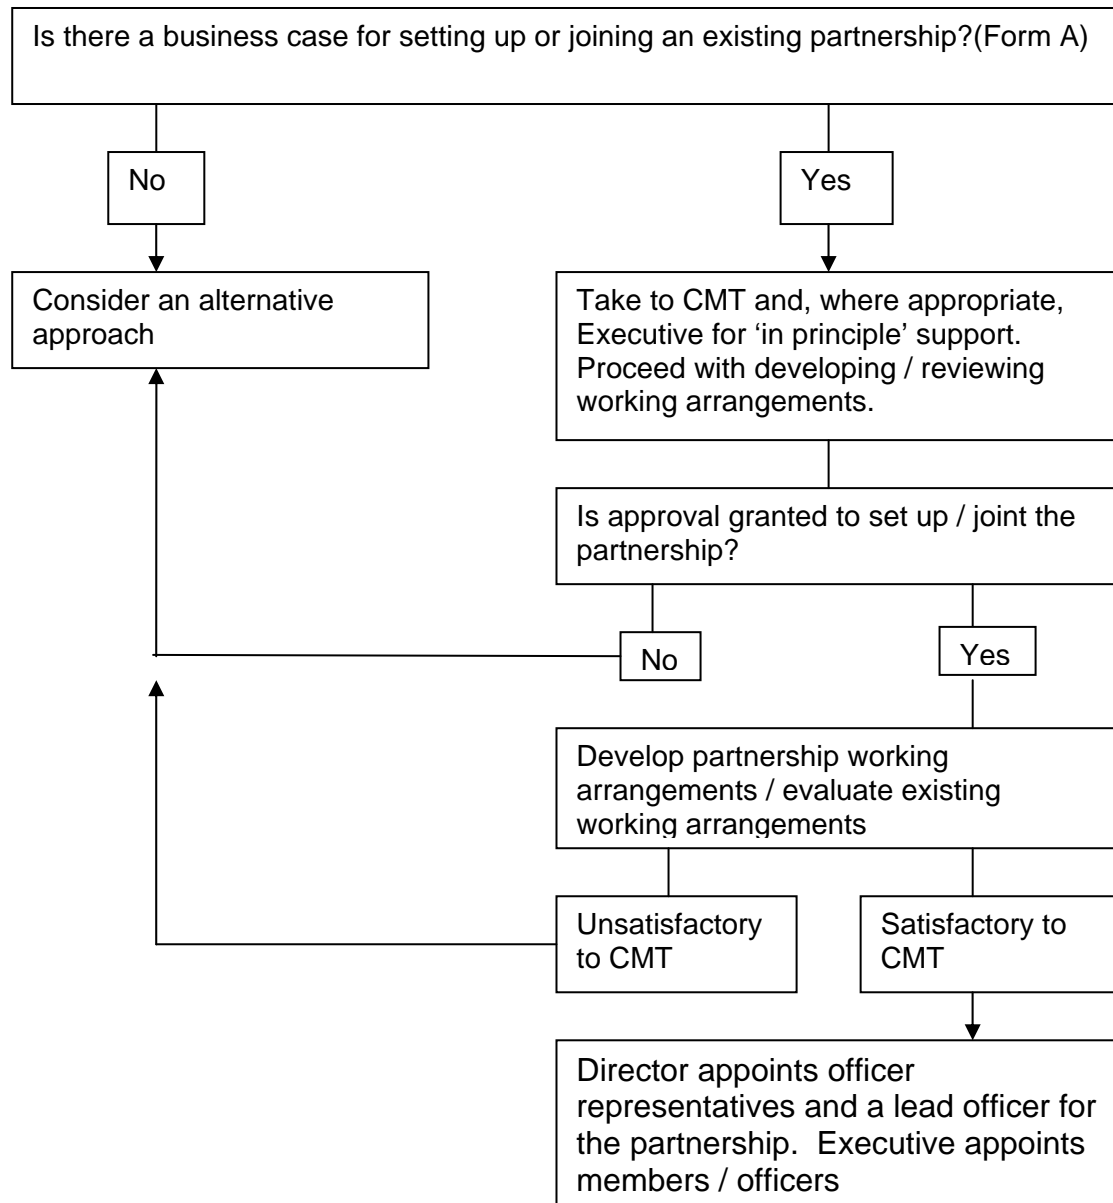 Is there a business case for setting up or joining an existing partnership?(Form A)
No
Yes
Consider an alternative
approach
Take to CMT and, where appropriate,
Executive for ‘in principle’ support.
Proceed with developing / reviewing
working arrangements.
Is approval granted to set up / joint the
partnership?
No
Yes
Develop partnership working
arrangements / evaluate existing
working arrangements
Unsatisfactory
to CMT
Satisfactory to
CMT
Director appoints officer
representatives and a lead officer for
the partnership.  Executive appoints
members / officers